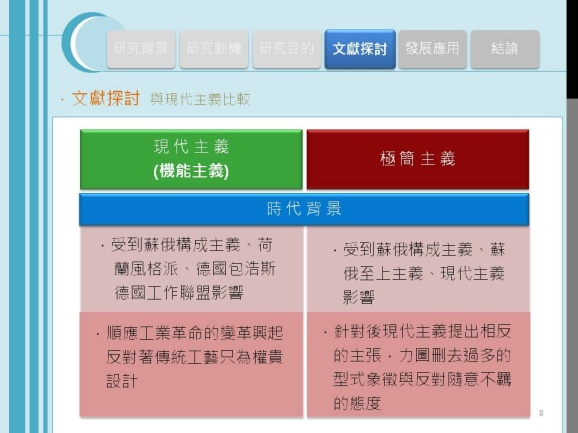 研究背景 研究動機 研究目的 文獻探討 發展應用 結論
· 文獻探討 與現代主義比較
現代主義
(機能主義)
極簡主義
時代背景
· 受到蘇俄構成主義、荷
蘭風格派、德國包浩斯
德國工作聯盟影響
· 受到蘇俄構成主義、蘇
俄至上主義、現代主義
影響
· 順應工業革命的變革興起
反對著傳統工藝只為權貴
設計
· 針對後現代主義提出相反
的主張，力圖刪去過多的
型式象徵與反對隨意不羈
的態度
8